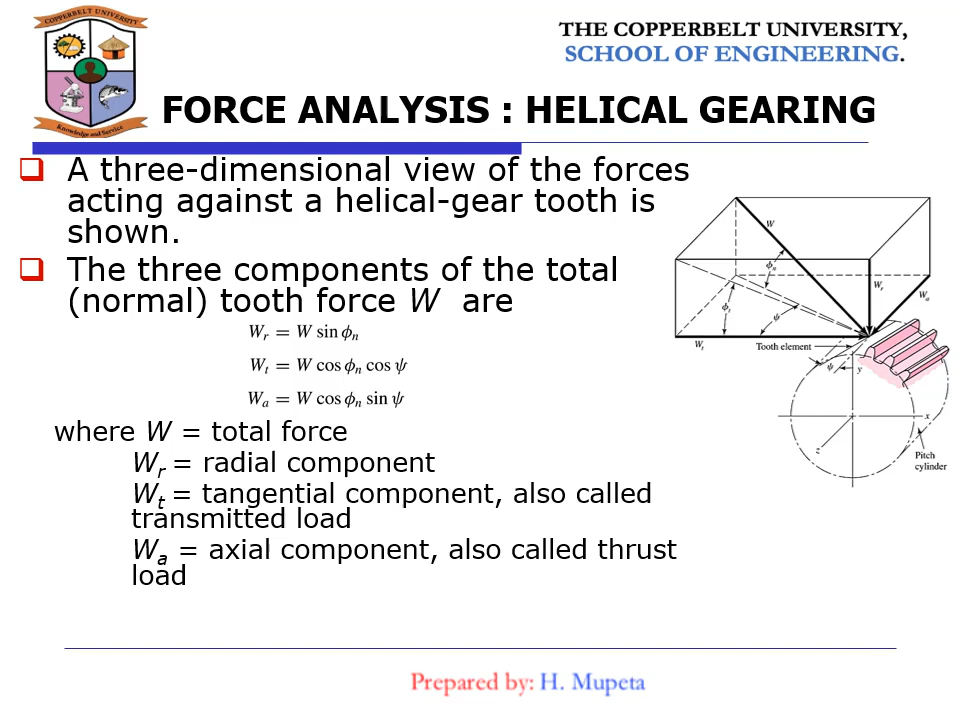 COPPERBELT UNIVERSITY
Knowledge and Service
THE COPPERBELT UNIVERSITY,
SCHOOL OF ENGINEERING.
FORCE ANALYSIS : HELICAL GEARING
❑ A three-dimensional view of the forces
acting against a helical-gear tooth is
shown.
❑ The three components of the total
(normal) tooth force W are
W_r = W sin ϕ_n
W_t = W cos ϕ_n cos ψ
W_a = W cos ϕ_n sin ψ
where W = total force
W_r = radial component
W_t = tangential component, also called
transmitted load
W_a = axial component, also called thrust
load
W
ϕ_n
W_r
W_a
ϕ_t
ψ
W_t
Tooth element
ψ
y
x
z
Pitch
cylinder
Prepared by: H. Mupeta